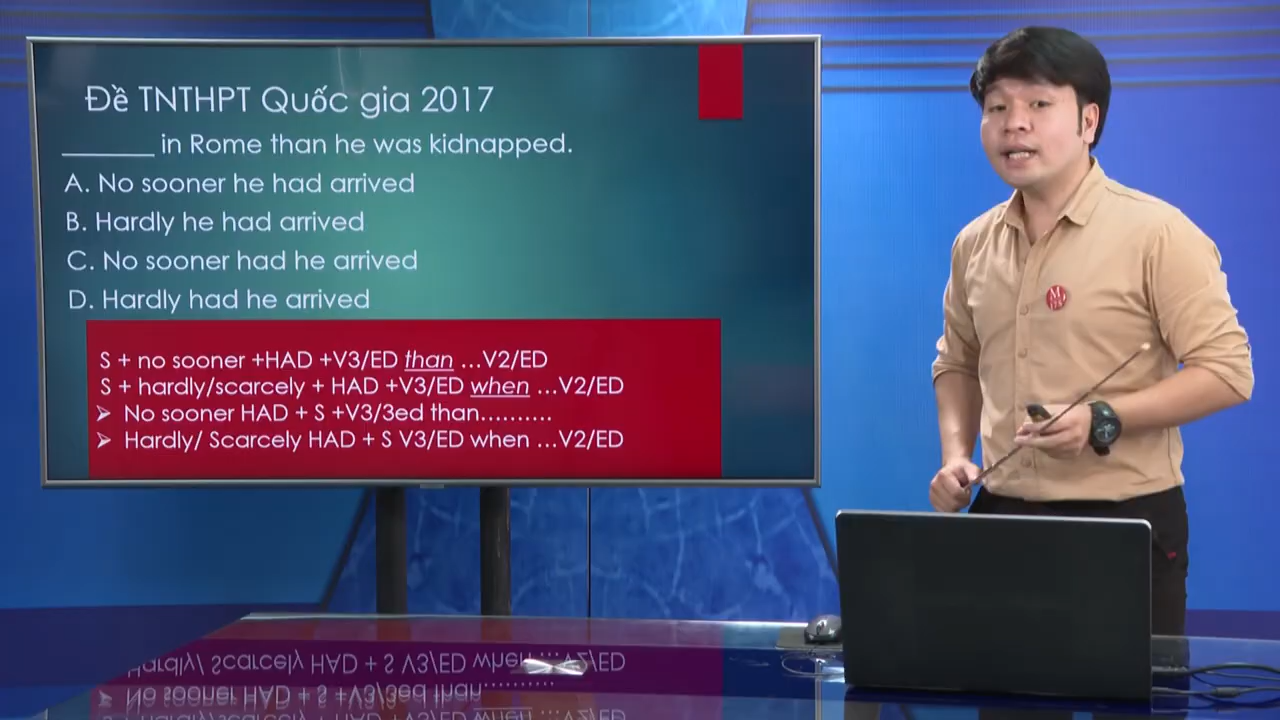 Đề TNTHPT Quốc gia 2017
_______ in Rome than he was kidnapped.
A. No sooner he had arrived
B. Hardly he had arrived
C. No sooner had he arrived
D. Hardly had he arrived
S + no sooner +HAD +V3/ED than ...V2/ED
S + hardly/scarcely + HAD +V3/ED when ...V2/ED
➢ No sooner HAD + S +V3/3ed than..........
➢ Hardly/ Scarcely HAD + S V3/ED when ...V2/ED